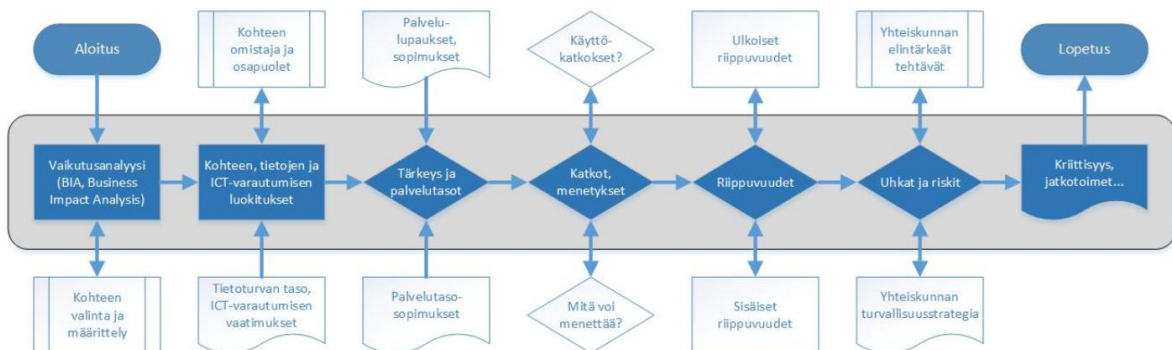 Aloitus
Kohteen
omistaja ja
osapuolet
Palvelu-
lupaukset,
sopimukset
Käyttö-
katkokset?
Ulkoiset
riippuvuudet
Yhteiskunnan
elintärkeät
tehtävät
Lopetus
Vaikutusanalyysi
(BIA, Business
Impact Analysis)
Kohteen, tietojen ja
ICT-varautumisen
luokitukset
Tärkeys ja
palvelutasot
Katkot,
menetykset
Riippuvuudet
Uhkat ja riskit
Kriittisyys,
jatkotoimet...
Kohteen
valinta ja
määrittely
Tietoturvan taso,
ICT-varautumisen
vaatimukset
Palvelutaso-
sopimukset
Mitä voi
menettää?
Sisäiset
riippuvuudet
Yhteiskunnan
turvallisuusstrategia